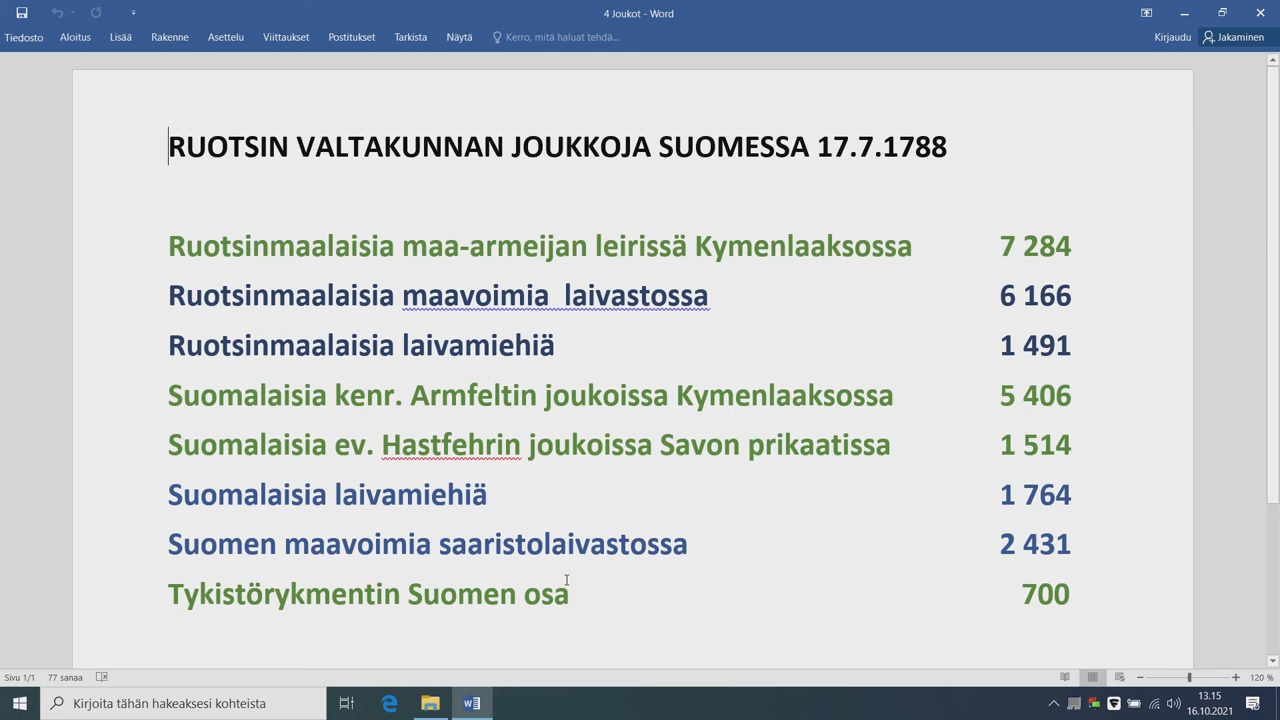 4 Joukot - Word
Tiedosto Aloitus Lisää Rakenne Asettelu Viittaukset Postitukset Tarkista Näytä Kerro, mitä haluat tehdä... Kirjaudu Jakaminen
RUOTSIN VALTAKUNNAN JOUKKOJA SUOMESSA 17.7.1788
Ruotsinmaalaisia maa-armeijan leirissä Kymenlaaksossa 7 284
Ruotsinmaalaisia maavoimia laivastossa 6 166
Ruotsinmaalaisia laivamiehiä 1 491
Suomalaisia kenr. Armfeltin joukoissa Kymenlaaksossa 5 406
Suomalaisia ev. Hastfehrin joukoissa Savon prikaatissa 1 514
Suomalaisia laivamiehiä 1 764
Suomen maavoimia saaristolaivastossa 2 431
Tykistörykmentin Suomen osa 700
Sivu 1/1 77 sanaa 120 %
Kirjoita tähän hakeaksesi kohteista 13.15
16.10.2021